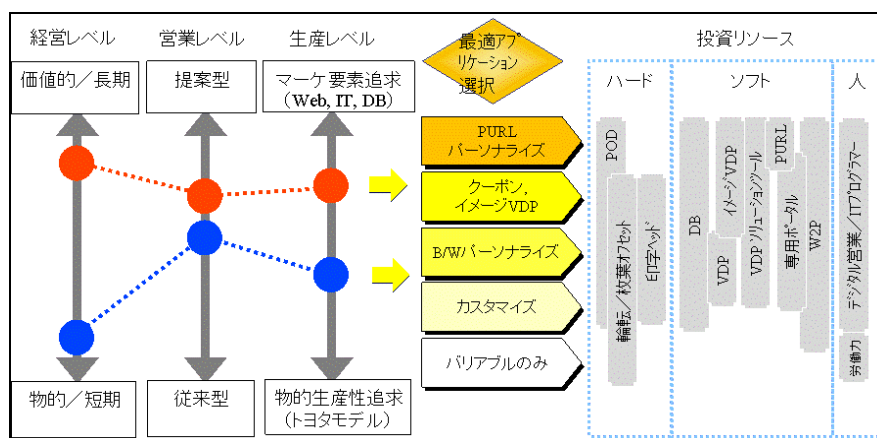 経営レベル
営業レベル
生産レベル
最適アプ
リケーション
選択
投資リソース
価値的／長期
提案型
マーケ要素追求
（Web, IT, DB）
ハード
ソフト
人
PURL
パーソナライズ
クーポン,
イメージVDP
B/Wパーソナライズ
カスタマイズ
バリアブルのみ
POD
輪転／枚葉オフセット
印字ヘッド
DB
VDP
イメージVDP
VDPソリューションツール
PURL
専用ポータル
W2P
デジタル営業／ITプログラマー
労働力
物的／短期
従来型
物的生産性追求
（トヨタモデル）